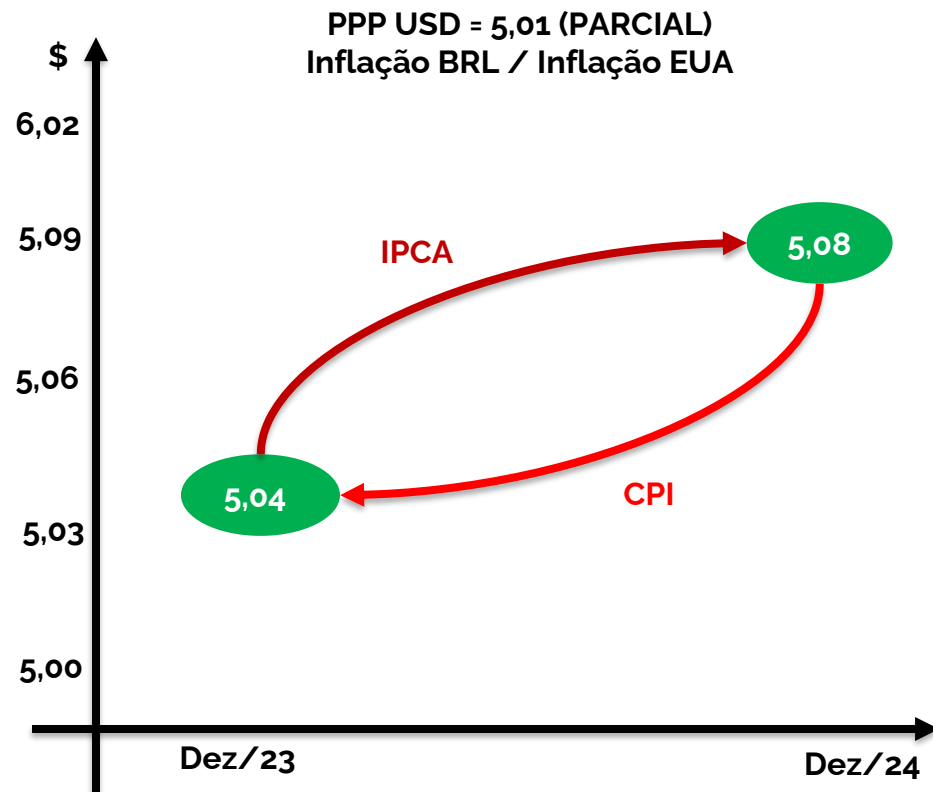 PPP USD = 5,01 (PARCIAL)
Inflação BRL / Inflação EUA
$
6,02
5,09
IPCA
5,08
5,06
5,04
CPI
5,03
5,00
Dez/23
Dez/24